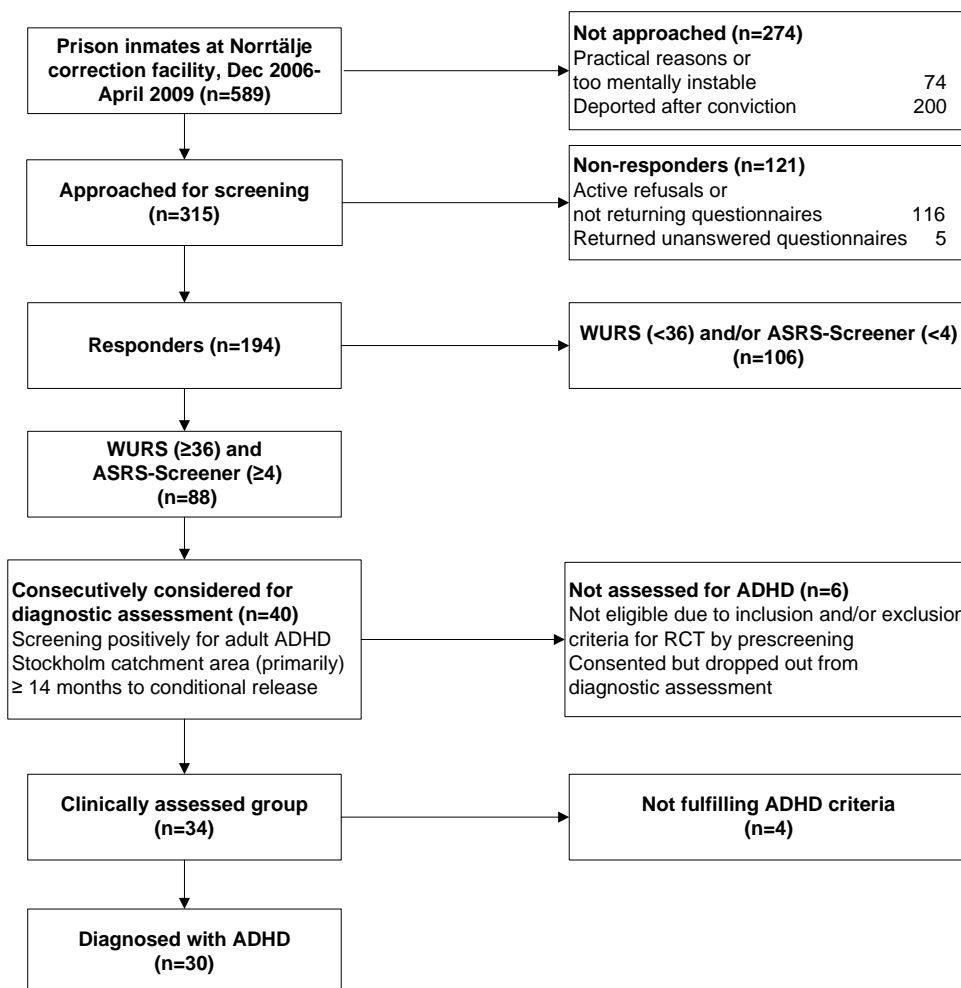 Prison inmates at Norrtälje
correction facility, Dec 2006-
April 2009 (n=589)
Not approached (n=274)
Practical reasons or
too mentally instable 74
Deported after conviction 200
Approached for screening
(n=315)
Non-responders (n=121)
Active refusals or
not returning questionnaires 116
Returned unanswered questionnaires 5
Responders (n=194)
WURS (<36) and/or ASRS-Screener (<4)
(n=106)
WURS (≥36) and
ASRS-Screener (≥4)
(n=88)
Consecutively considered for
diagnostic assessment (n=40)
Screening positively for adult ADHD
Stockholm catchment area (primarily)
≥ 14 months to conditional release
Not assessed for ADHD (n=6)
Not eligible due to inclusion and/or exclusion
criteria for RCT by prescreening
Consented but dropped out from
diagnostic assessment
Clinically assessed group
(n=34)
Not fulfilling ADHD criteria
(n=4)
Diagnosed with ADHD
(n=30)